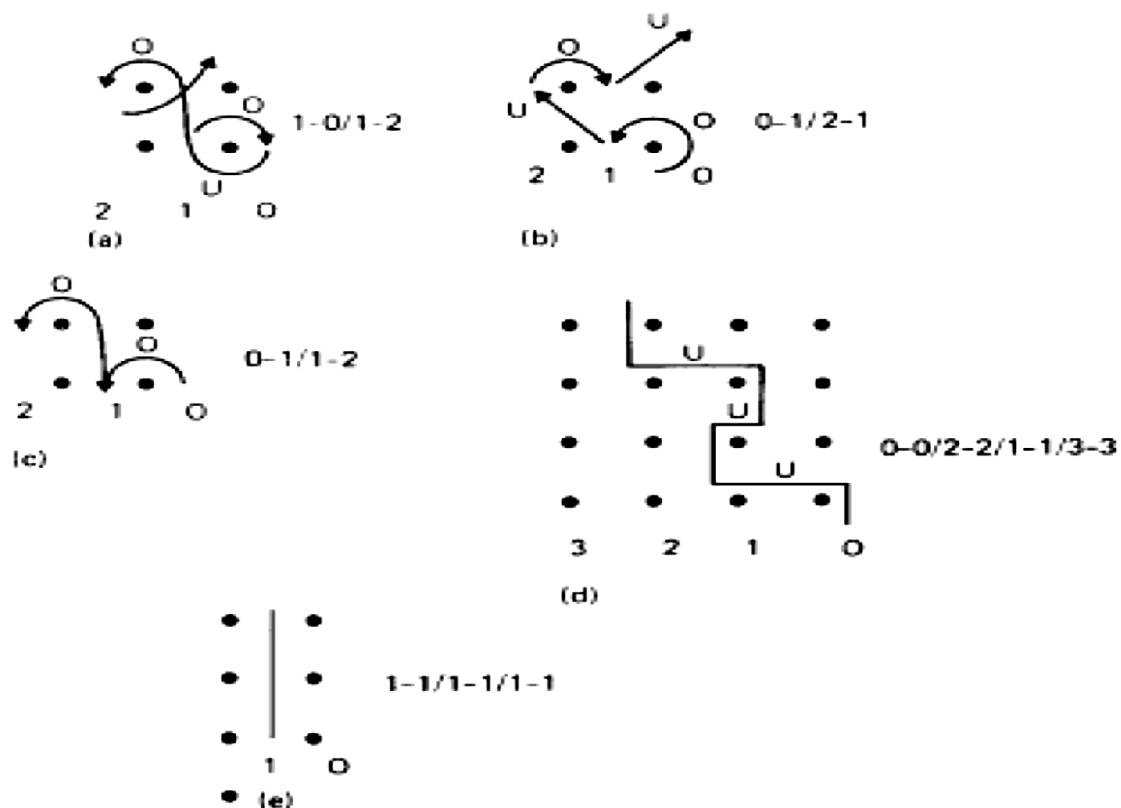 O
O
1-0/1-2
U
2 1 O
(a)
U
O
U
O
0-1/2-1
2 1 O
(b)
O
O
0-1/1-2
2 1 O
(c)
U
U
0-0/2-2/1-1/3-3
U
3 2 1 O
(d)
1-1/1-1/1-1
1 O
(e)